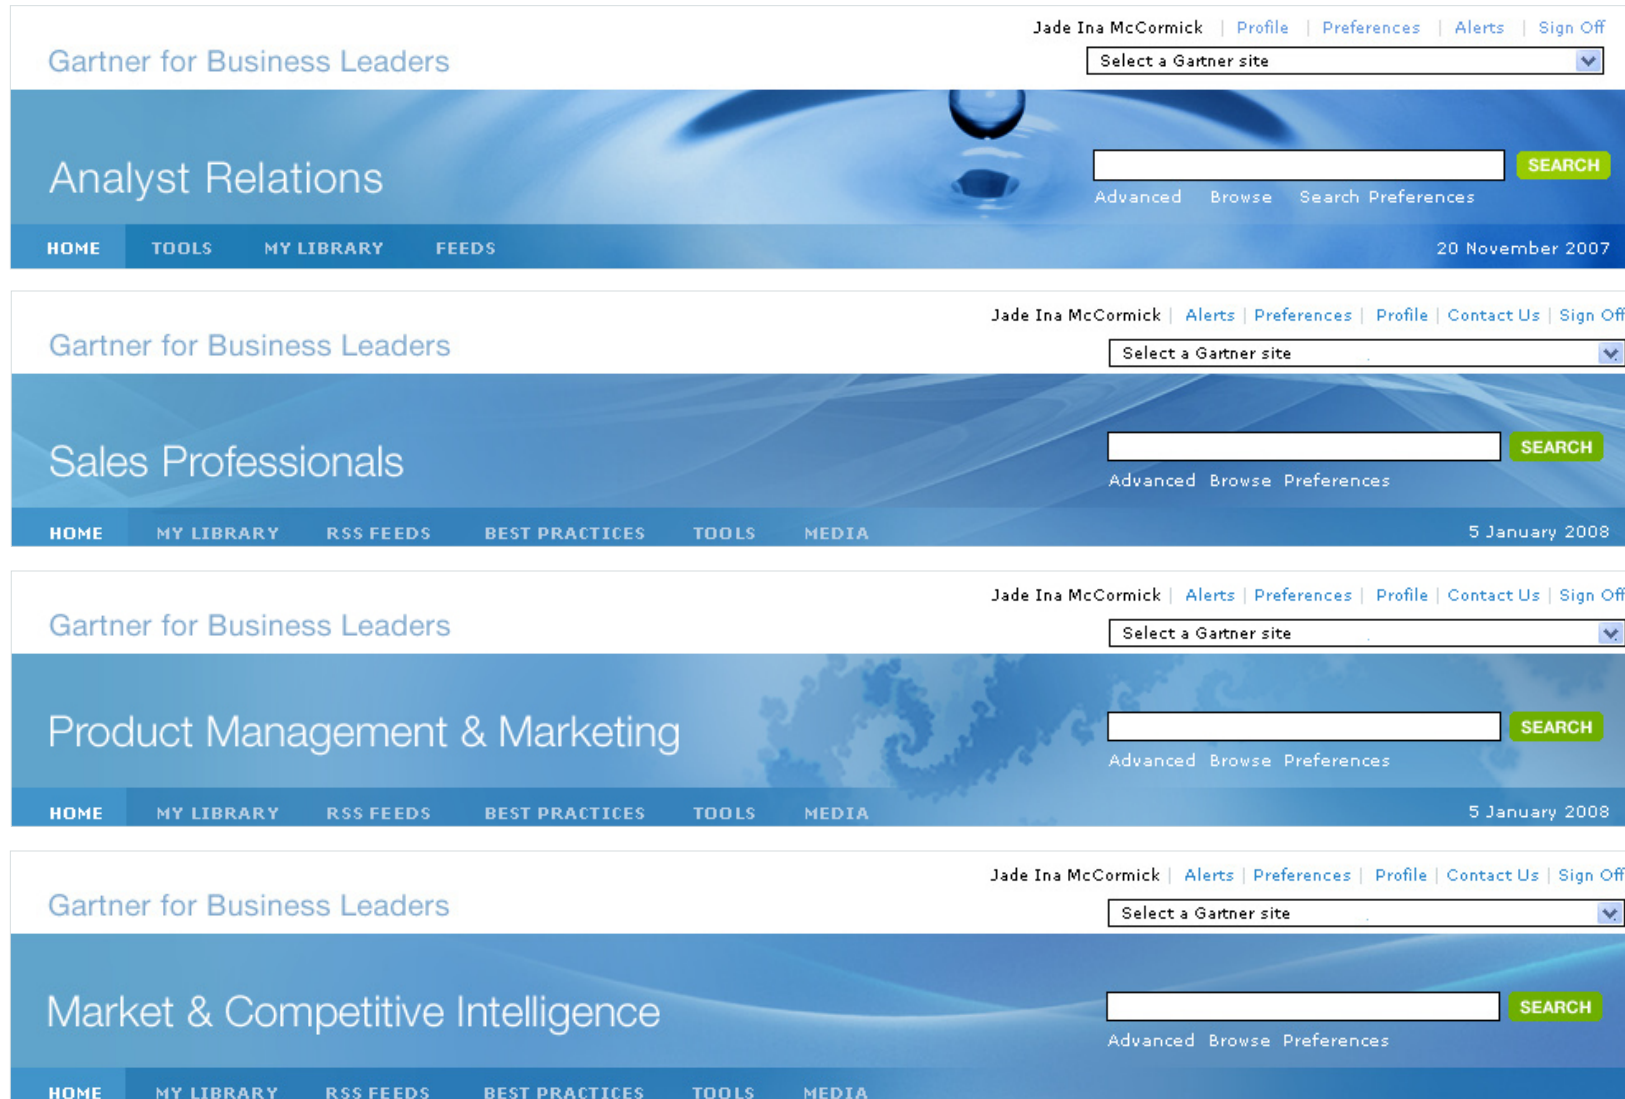 Jade Ina McCormick | Profile | Preferences | Alerts | Sign Off
Gartner for Business Leaders
Select a Gartner site
Analyst Relations
SEARCH
Advanced Browse Search Preferences
HOME TOOLS MY LIBRARY FEEDS 20 November 2007
Jade Ina McCormick | Alerts | Preferences | Profile | Contact Us | Sign Off
Gartner for Business Leaders
Select a Gartner site
Sales Professionals
SEARCH
Advanced Browse Preferences
HOME MY LIBRARY RSS FEEDS BEST PRACTICES TOOLS MEDIA 5 January 2008
Jade Ina McCormick | Alerts | Preferences | Profile | Contact Us | Sign Off
Gartner for Business Leaders
Select a Gartner site
Product Management & Marketing
SEARCH
Advanced Browse Preferences
HOME MY LIBRARY RSS FEEDS BEST PRACTICES TOOLS MEDIA 5 January 2008
Jade Ina McCormick | Alerts | Preferences | Profile | Contact Us | Sign Off
Gartner for Business Leaders
Select a Gartner site
Market & Competitive Intelligence
SEARCH
Advanced Browse Preferences
HOME MY LIBRARY RSS FEEDS BEST PRACTICES TOOLS MEDIA